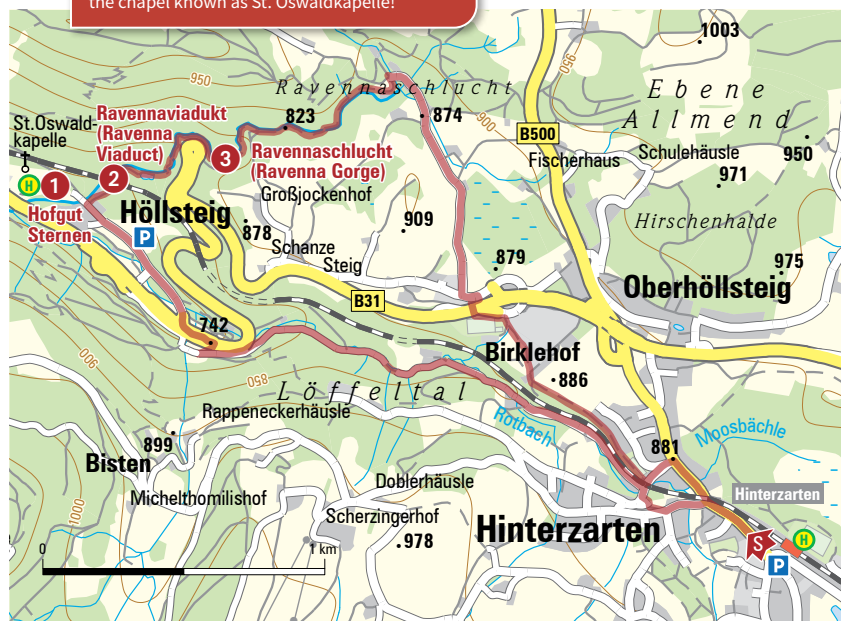 the chapel known as St. Oswaldkapelle!
1003
950
950
Ravennaschlucht
Ebene
Allmend
Ravennaviadukt
(Ravenna
Viaduct)
823
874
900
B500
St.Oswald-
kapelle
3
Ravennaschlucht
(Ravenna Gorge)
Fischerhaus
Schulehäusle
950
971
H
1
2
Großjockenhof
Hofgut
Sternen
Höllsteig
P
878
909
Hirschenhalde
Schanze
Steig
879
975
Oberhöllsteig
B31
742
900
850
Birklehof
886
Löffeltal
Rappeneckerhäusle
Rotbach
Moosbächle
899
881
Bisten
Michelthomilishof
Doblerhäusle
Hinterzarten
1000
Scherzingerhof
Hinterzarten
978
S
H
P
0
1 km